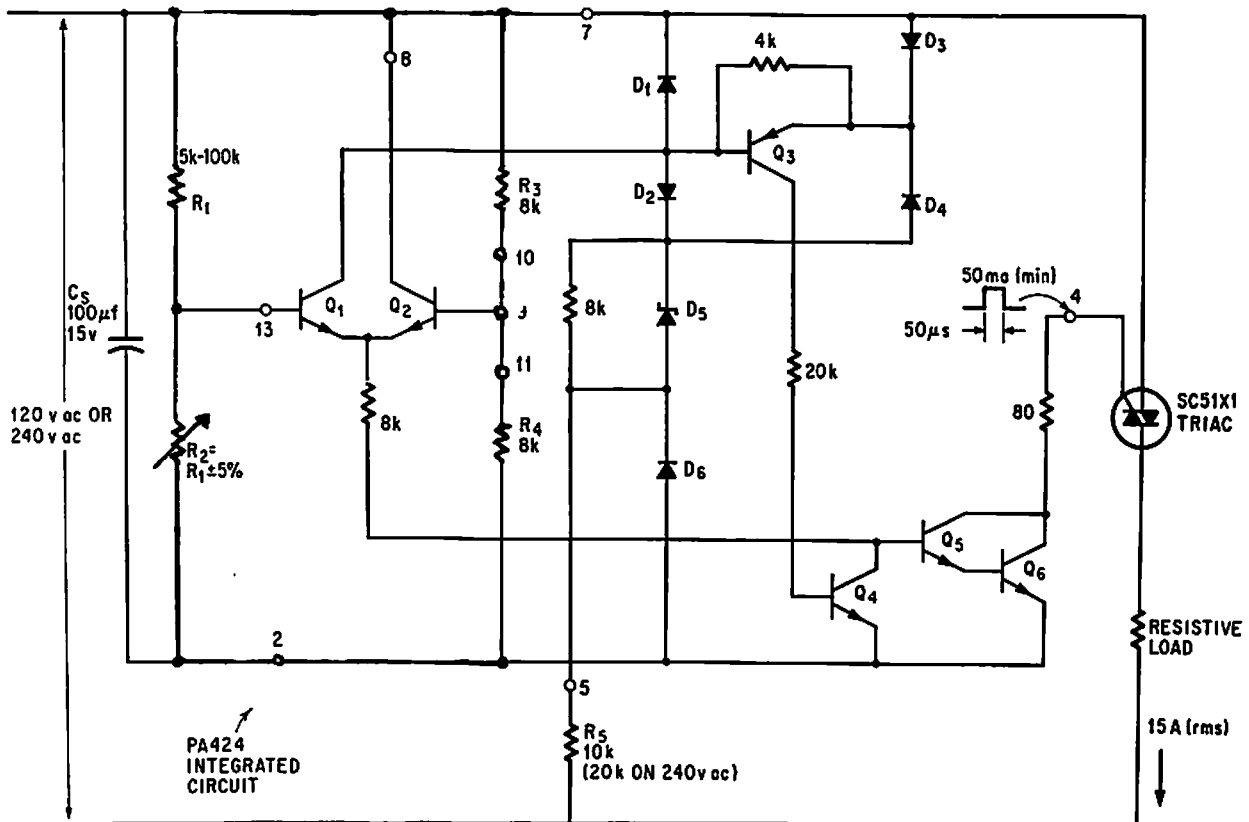 7
8
4k
D3
D1
Q3
5k-100k
R1
R3
8k
D2
D4
10
CS
100µf
15v
13
Q1
Q2
9
8k
D5
50ma (min)
4
50µs
11
20k
120 v ac OR
240 v ac
R2=
R1±5%
8k
R4
8k
80
SC51X1
TRIAC
D6
Q5
Q6
Q4
2
RESISTIVE
LOAD
5
PA424
INTEGRATED
CIRCUIT
R5
10k
(20k ON 240v ac)
15A (rms)